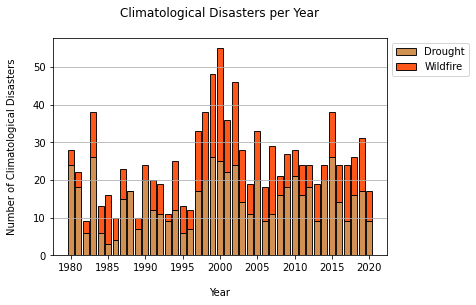 Climatological Disasters per Year
Drought
Wildfire
Number of Climatological Disasters
50
40
30
20
10
0
1980 1985 1990 1995 2000 2005 2010 2015 2020
Year